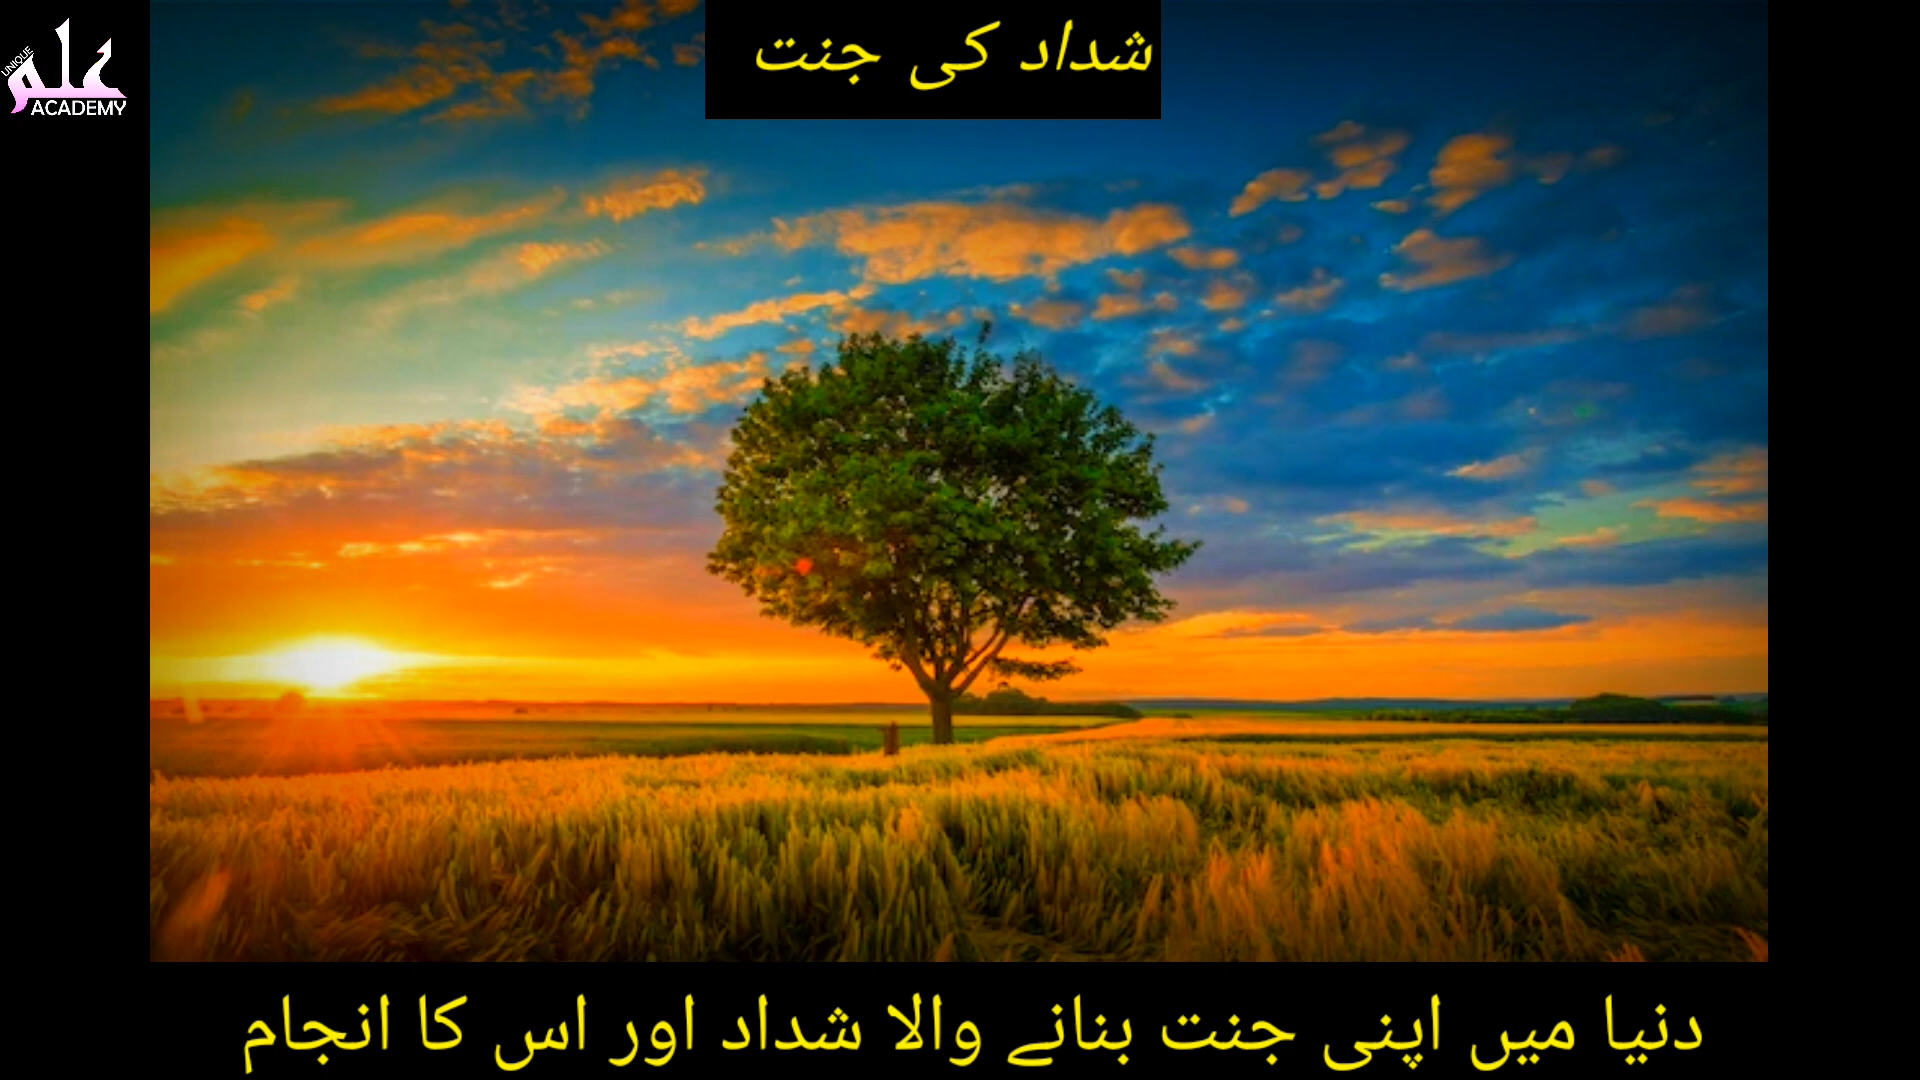 شداد کی جنت
UNIQUE
علم
ACADEMY
دنیا میں اپنی جنت بنانے والا شداد اور اس کا انجام